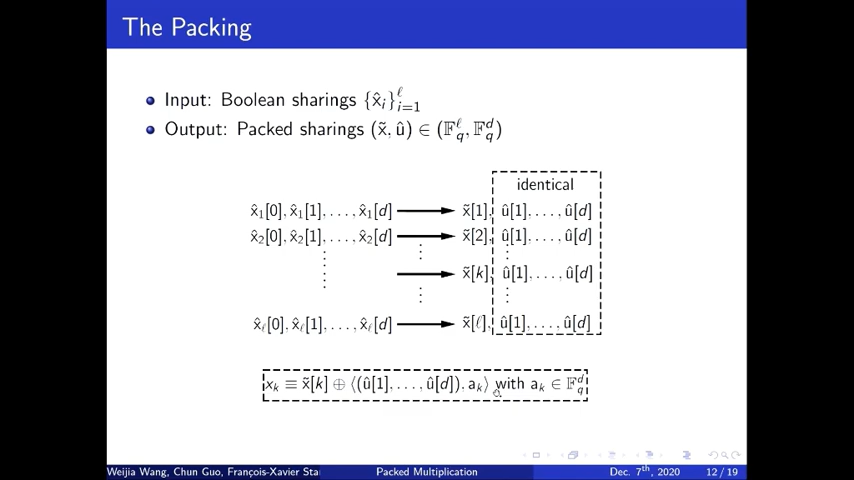 The Packing
Input: Boolean sharings {x̂ᵢ}ˡᵢ₌₁
Output: Packed sharings (x̃, û) ∈ (𝔽_q^ℓ, 𝔽_q^d)
identical
x̂₁[0], x̂₁[1], . . . , x̂₁[d] → x̃[1], û[1], . . . , û[d]
x̂₂[0], x̂₂[1], . . . , x̂₂[d] → x̃[2], û[1], . . . , û[d]
⋮ ⋮ ⋮
→ x̃[k], û[1], . . . , û[d]
⋮ ⋮ ⋮
x̂_ℓ[0], x̂_ℓ[1], . . . , x̂_ℓ[d] → x̃[ℓ], û[1], . . . , û[d]
x_k ≡ x̃[k] ⊕ ⟨(û[1], . . . , û[d]), a_k⟩ with a_k ∈ 𝔽_q^d
Weijia Wang, Chun Guo, François-Xavier Sta Packed Multiplication Dec. 7th, 2020 12 / 19